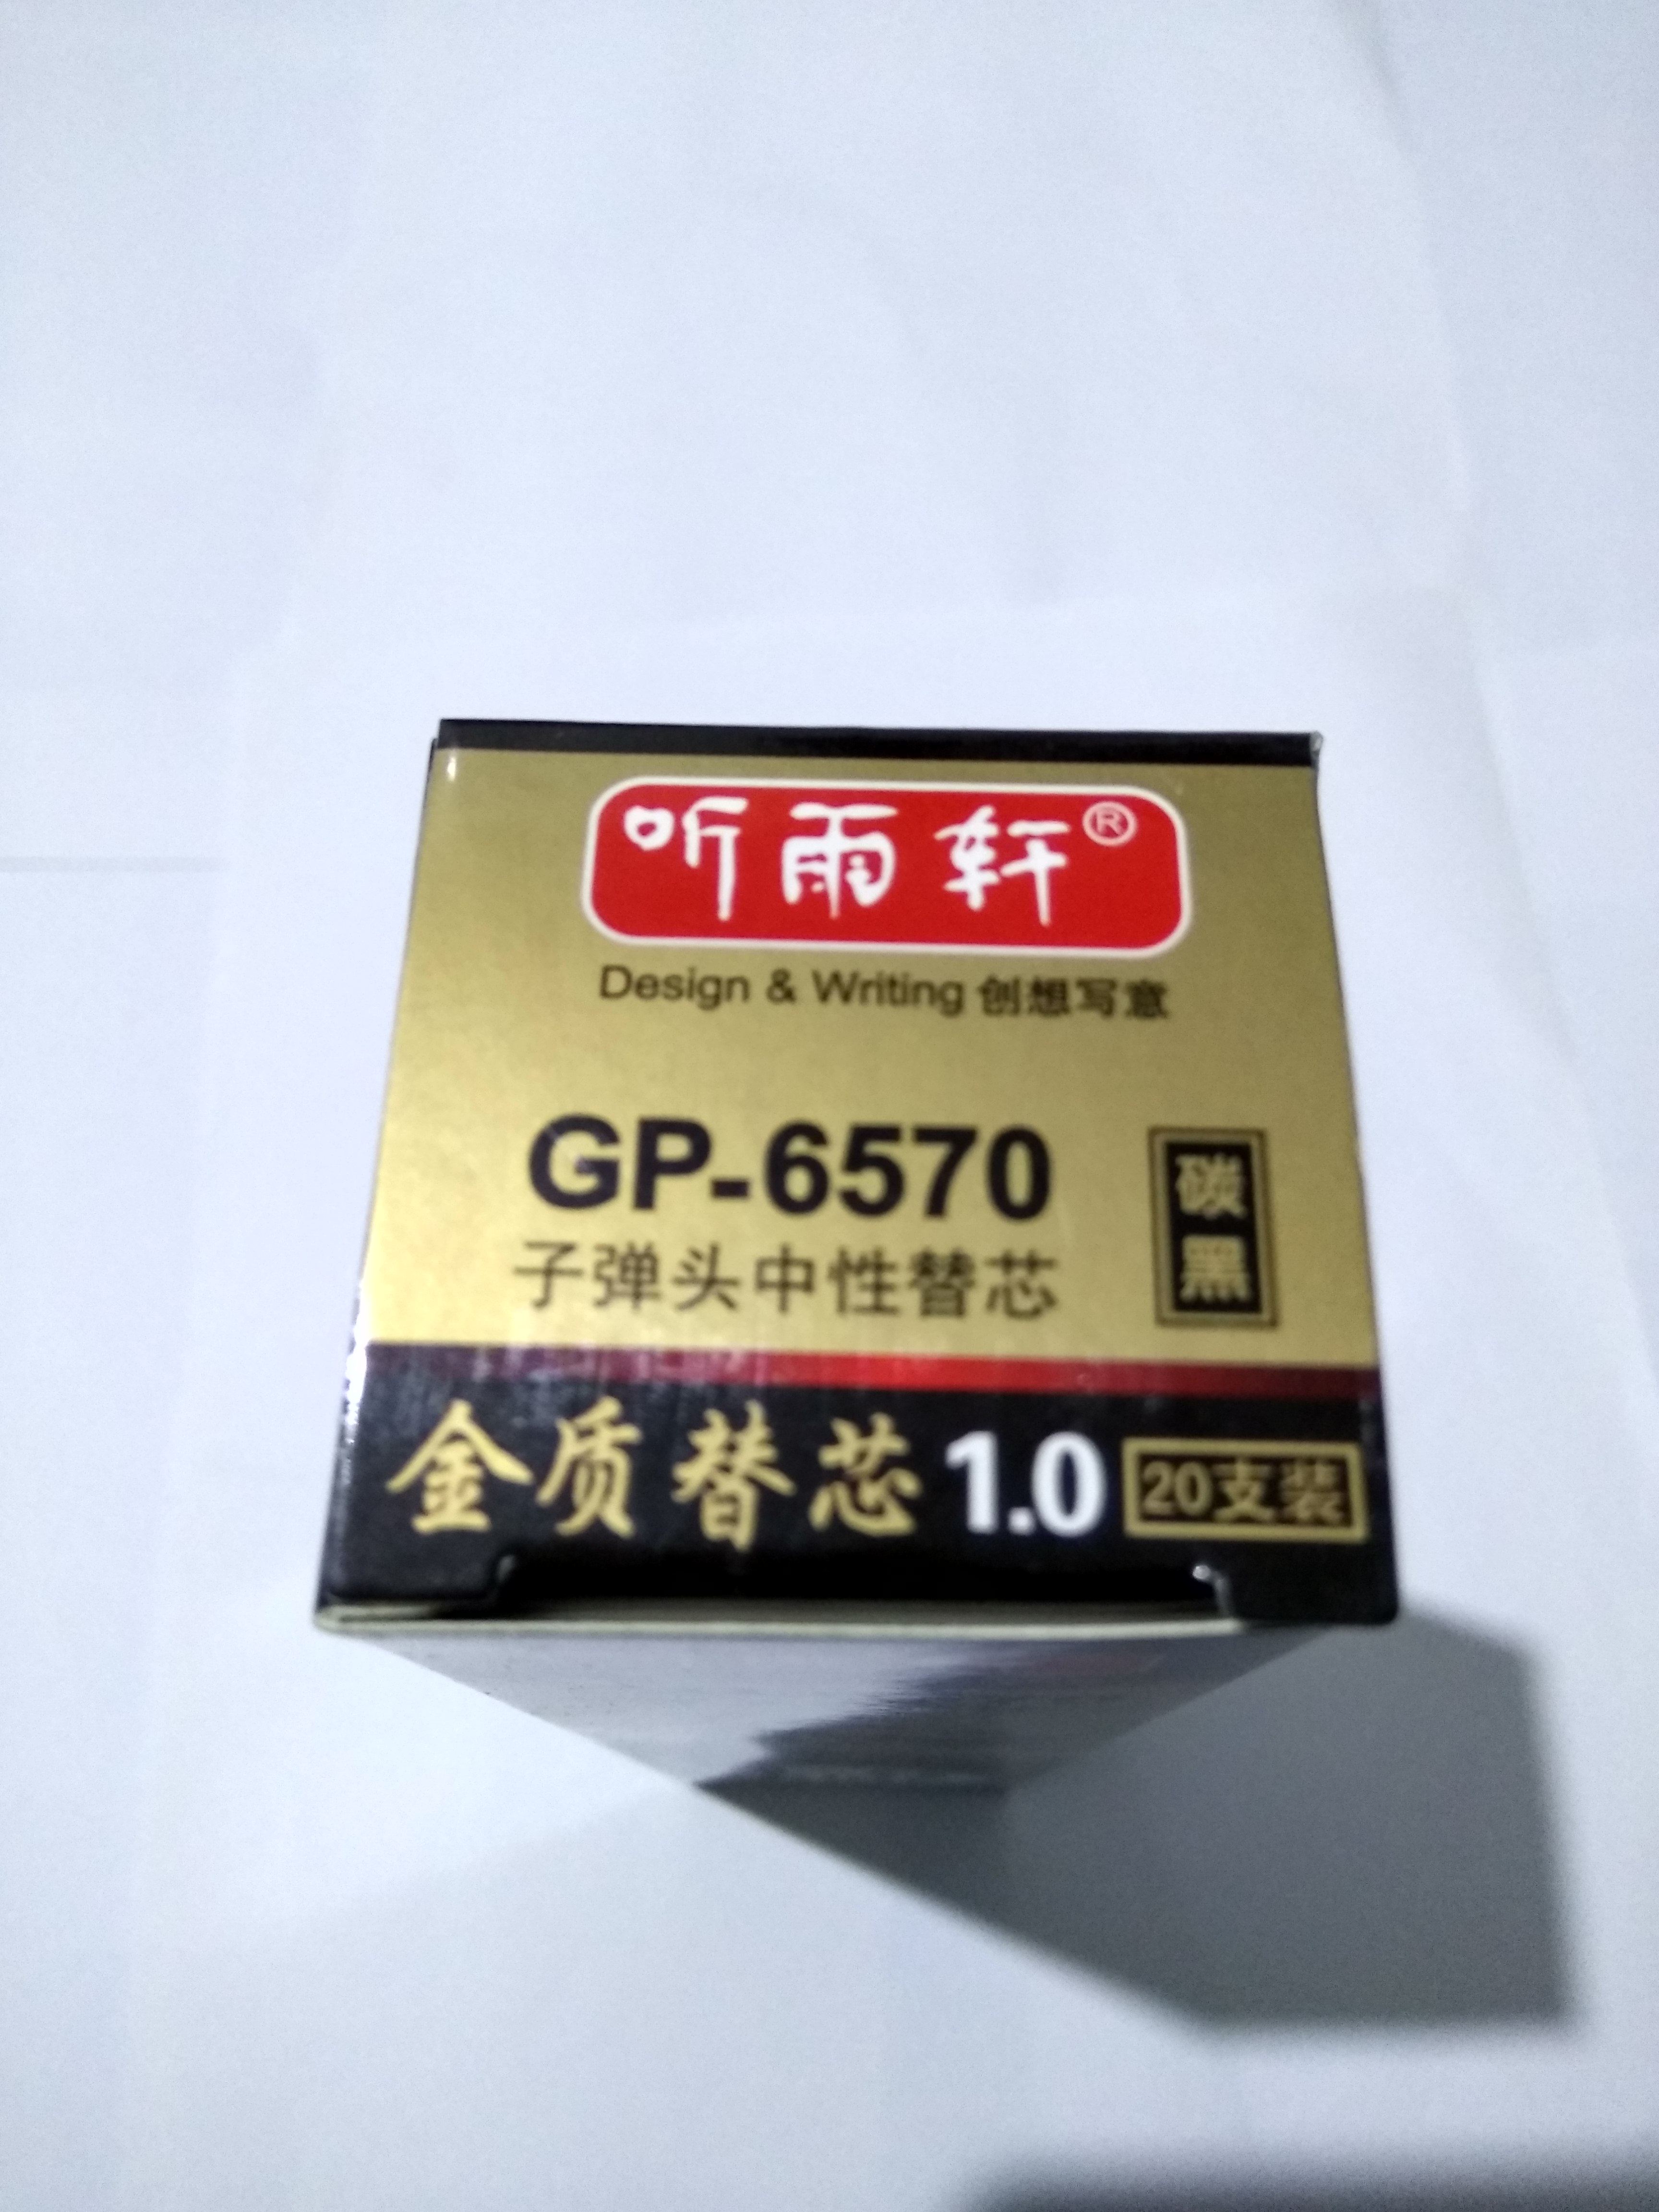 听雨轩®
Design & Writing 创想写意
GP-6570
子弹头中性替芯
碳黑
金质替芯 1.0 20支装